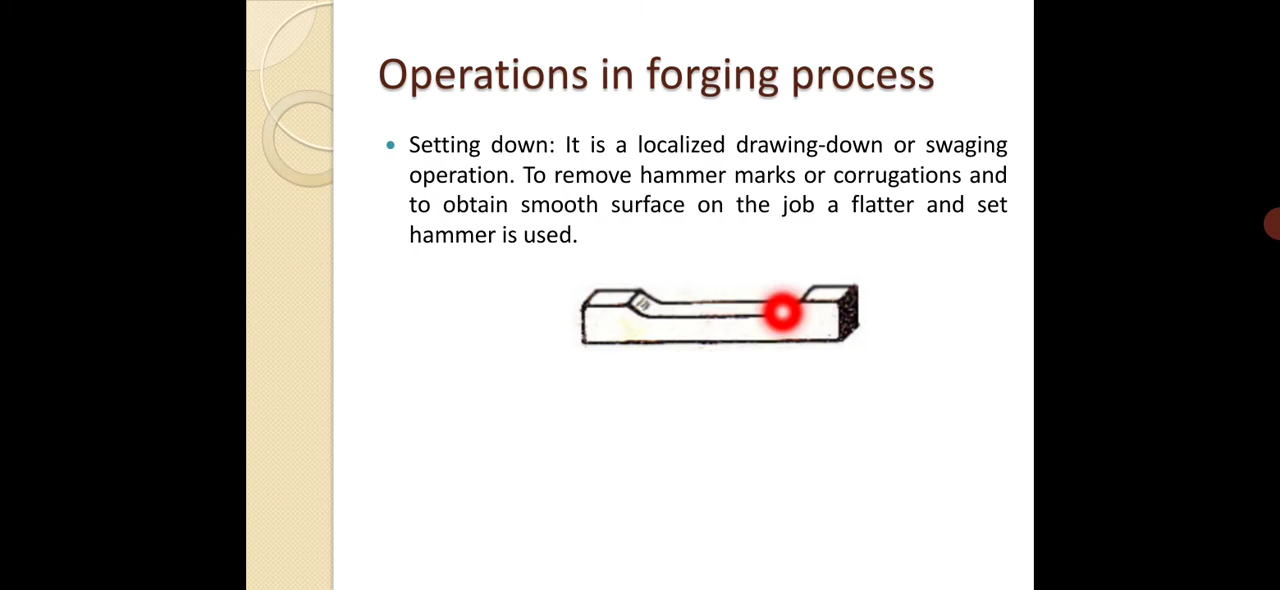 Operations in forging process
Setting down: It is a localized drawing-down or swaging
operation. To remove hammer marks or corrugations and
to obtain smooth surface on the job a flatter and set
hammer is used.